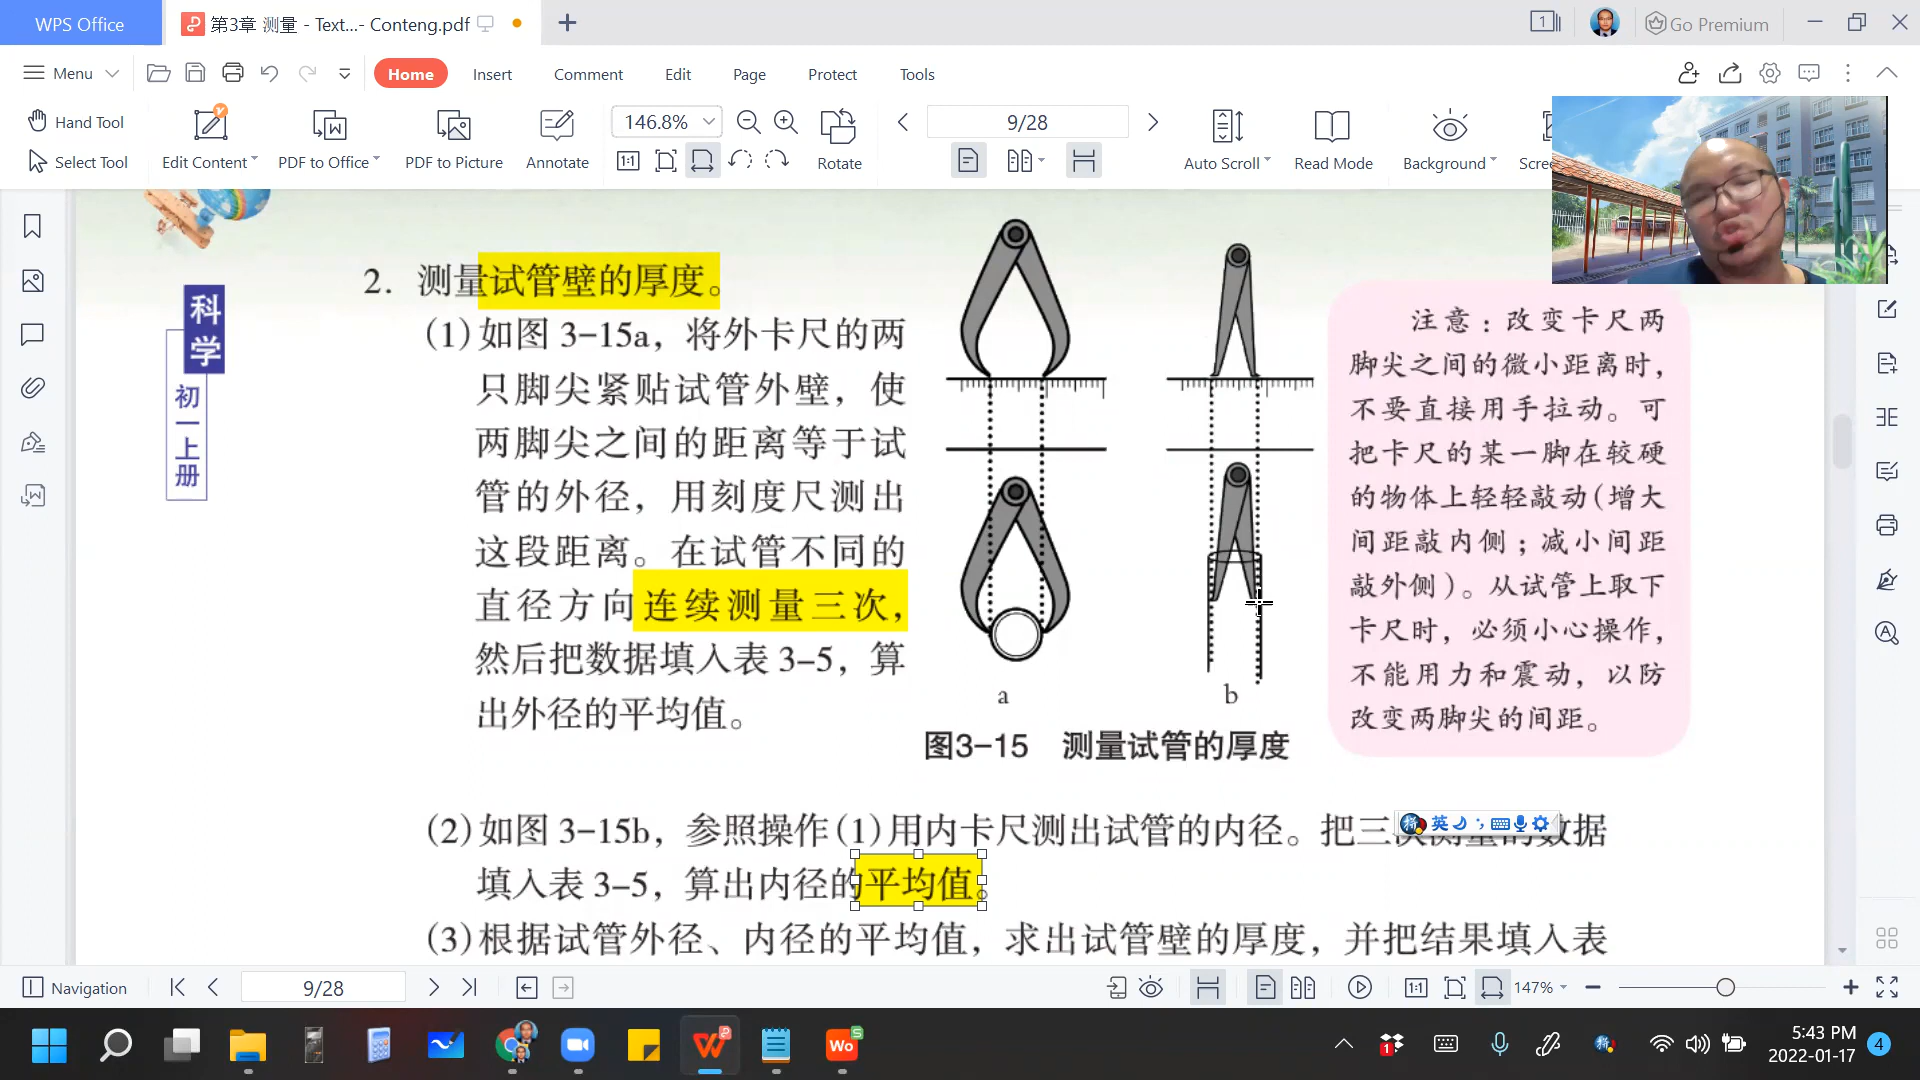 WPS Office
第3章 测量 - Text...- Conteng.pdf
1
Go Premium
Menu
Home
Insert
Comment
Edit
Page
Protect
Tools
Hand Tool
Select Tool
Edit Content
PDF to Office
PDF to Picture
Annotate
146.8%
1:1
Rotate
9/28
Auto Scroll
Read Mode
Background
Scree
科学
初一上册
2. 测量试管壁的厚度。
(1)如图 3-15a，将外卡尺的两
只脚尖紧贴试管外壁，使
两脚尖之间的距离等于试
管的外径，用刻度尺测出
这段距离。在试管不同的
直径方向连续测量三次，
然后把数据填入表 3-5，算
出外径的平均值。
a
b
图3-15 测量试管的厚度
注意：改变卡尺两
脚尖之间的微小距离时，
不要直接用手拉动。可
把卡尺的某一脚在较硬
的物体上轻轻敲动(增大
间距敲内侧；减小间距
敲外侧)。从试管上取下
卡尺时，必须小心操作，
不能用力和震动，以防
改变两脚尖的间距。
(2)如图 3-15b，参照操作(1)用内卡尺测出试管的内径。把三次测量的数据
英
填入表 3-5，算出内径的平均值。
(3)根据试管外径、内径的平均值，求出试管壁的厚度，并把结果填入表
Navigation
9/28
1:1
147%
Wo
S
1
5:43 PM
2022-01-17
4